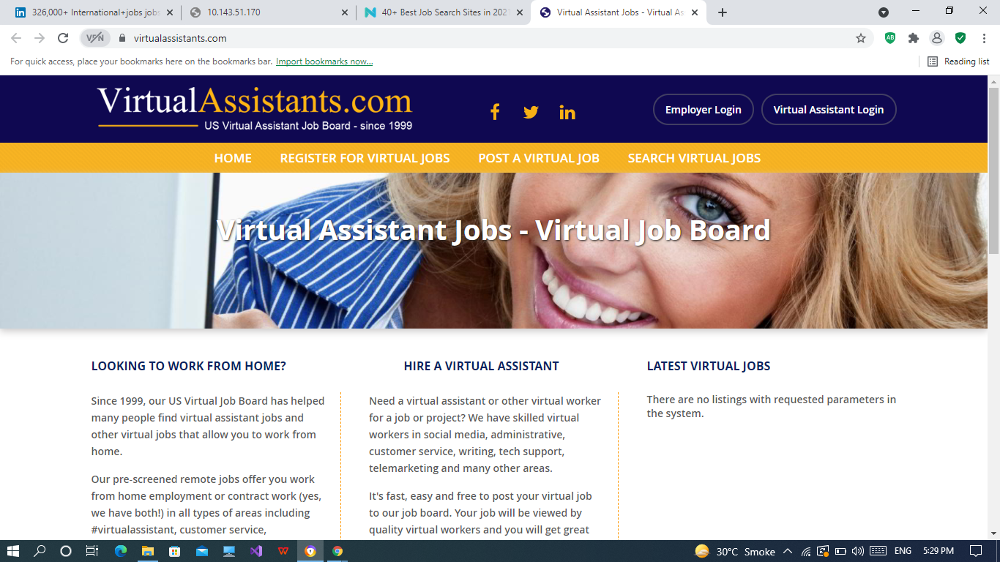 326,000+ International+jobs jobs
10.143.51.170
40+ Best Job Search Sites in 2021
Virtual Assistant Jobs - Virtual As
VPN
virtualassistants.com
AB
For quick access, place your bookmarks here on the bookmarks bar. Import bookmarks now...
Reading list
VirtualAssistants.com
US Virtual Assistant Job Board - since 1999
Employer Login
Virtual Assistant Login
HOME
REGISTER FOR VIRTUAL JOBS
POST A VIRTUAL JOB
SEARCH VIRTUAL JOBS
Virtual Assistant Jobs - Virtual Job Board
LOOKING TO WORK FROM HOME?
Since 1999, our US Virtual Job Board has helped
many people find virtual assistant jobs and
other virtual jobs that allow you to work from
home.
Our pre-screened remote jobs offer you work
from home employment or contract work (yes,
we have both!) in all types of areas including
#virtualassistant, customer service,
HIRE A VIRTUAL ASSISTANT
Need a virtual assistant or other virtual worker
for a job or project? We have skilled virtual
workers in social media, administrative,
customer service, writing, tech support,
telemarketing and many other areas.
It's fast, easy and free to post your virtual job
to our job board. Your job will be viewed by
quality virtual workers and you will get great
LATEST VIRTUAL JOBS
There are no listings with requested parameters in
the system.
30°C Smoke
ENG
5:29 PM